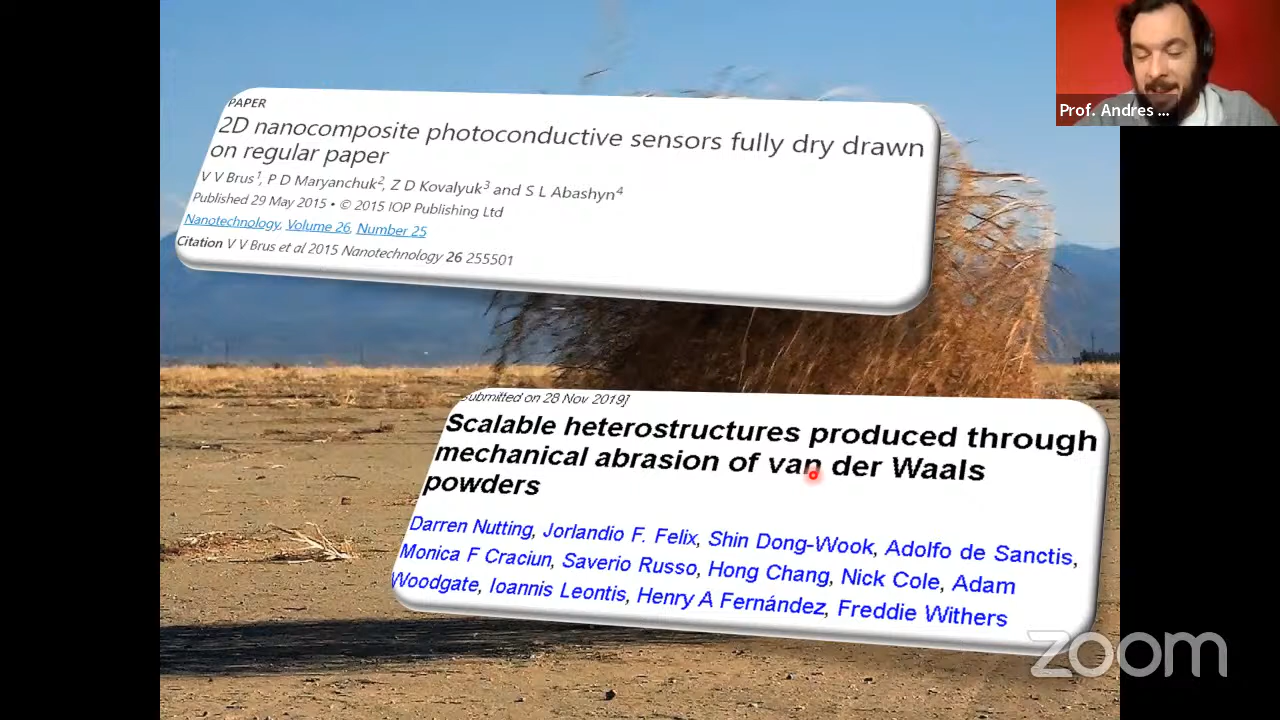 PAPER
2D nanocomposite photoconductive sensors fully dry drawn
on regular paper
V V Brus1, P D Maryanchuk2, Z D Kovalyuk3 and S L Abashyn4
Published 29 May 2015 • © 2015 IOP Publishing Ltd
Nanotechnology, Volume 26, Number 25
Citation V V Brus et al 2015 Nanotechnology 26 255501
Submitted on 28 Nov 2019]
Scalable heterostructures produced through
mechanical abrasion of van der Waals
powders
Darren Nutting, Jorlandio F. Felix, Shin Dong-Wook, Adolfo de Sanctis,
Monica F Craciun, Saverio Russo, Hong Chang, Nick Cole, Adam
Woodgate, Ioannis Leontis, Henry A Fernández, Freddie Withers
Prof. Andres ...
zoom